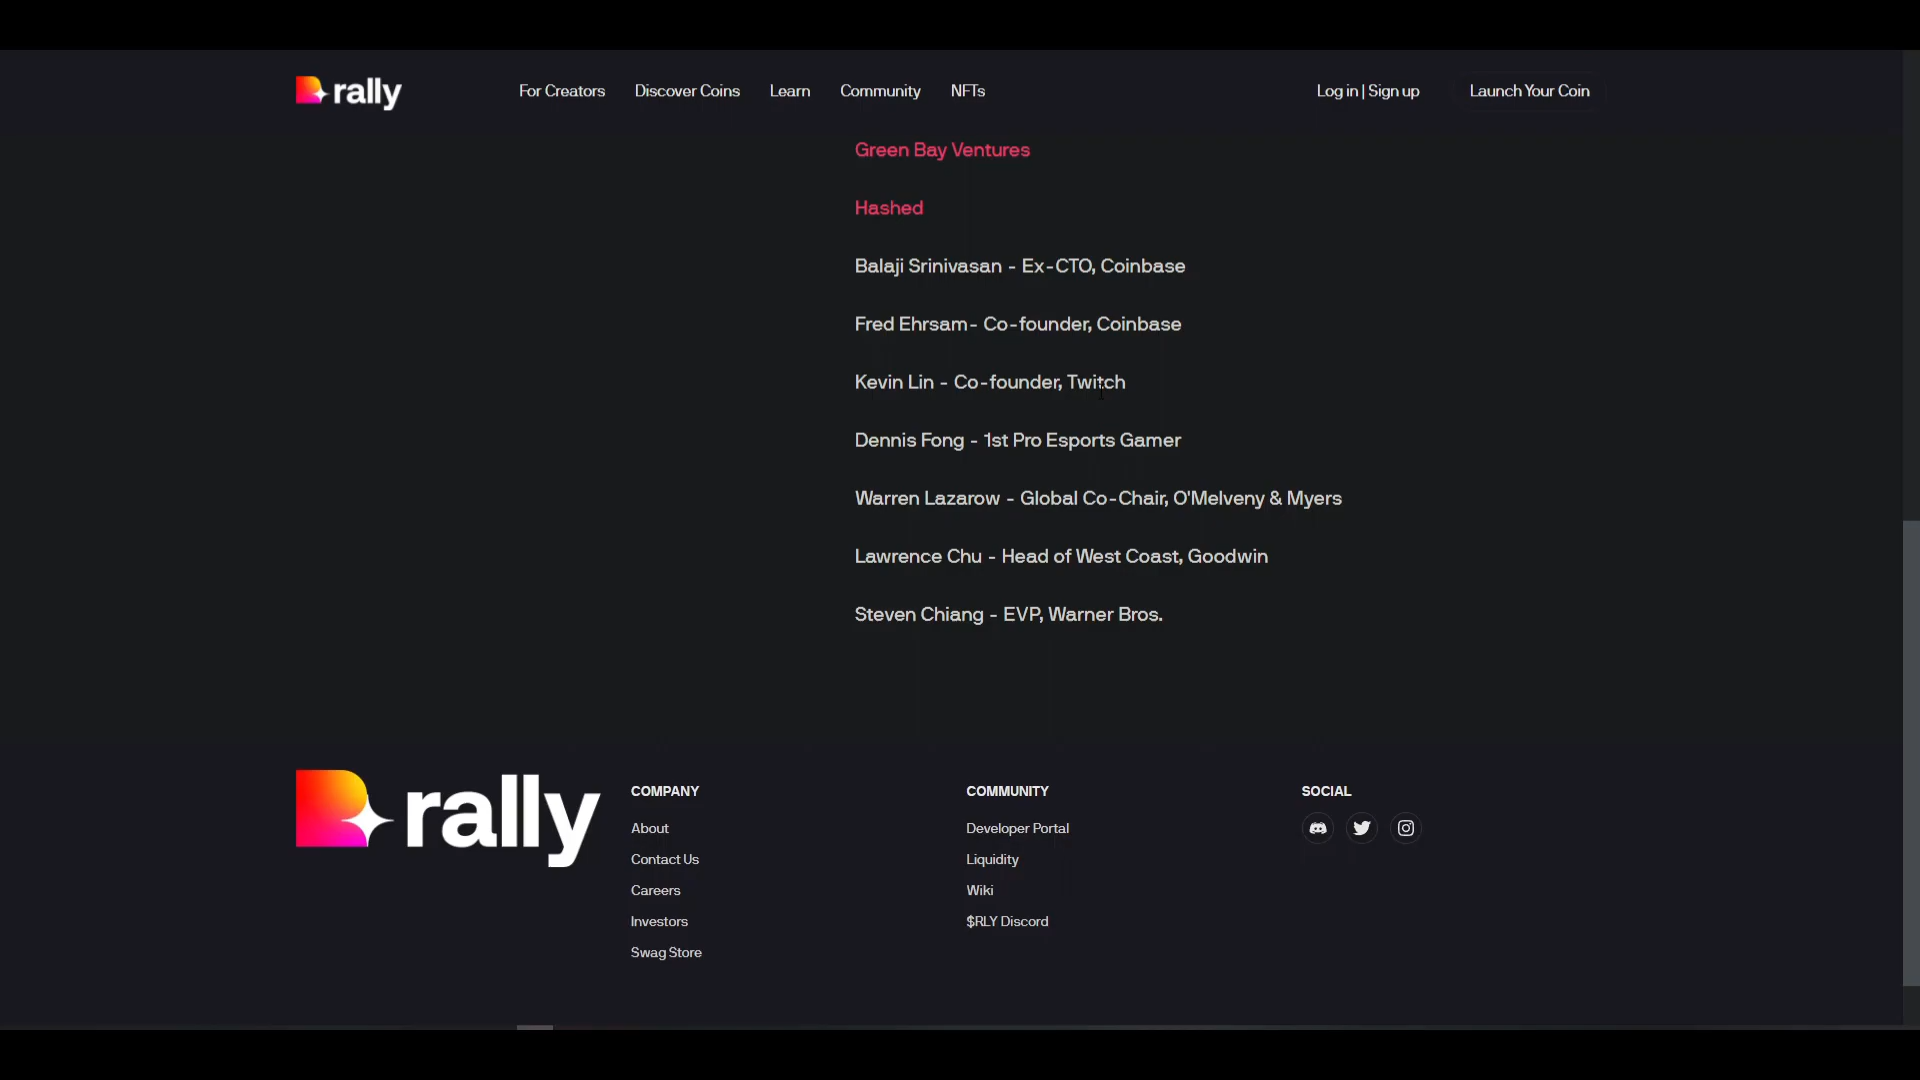 rally
For Creators
Discover Coins
Learn
Community
NFTs
Log in | Sign up
Launch Your Coin
Green Bay Ventures
Hashed
Balaji Srinivasan - Ex-CTO, Coinbase
Fred Ehrsam- Co-founder, Coinbase
Kevin Lin - Co-founder, Twitch
Dennis Fong - 1st Pro Esports Gamer
Warren Lazarow - Global Co-Chair, O'Melveny & Myers
Lawrence Chu - Head of West Coast, Goodwin
Steven Chiang - EVP, Warner Bros.
rally
COMPANY
About
Contact Us
Careers
Investors
Swag Store
COMMUNITY
Developer Portal
Liquidity
Wiki
$RLY Discord
SOCIAL